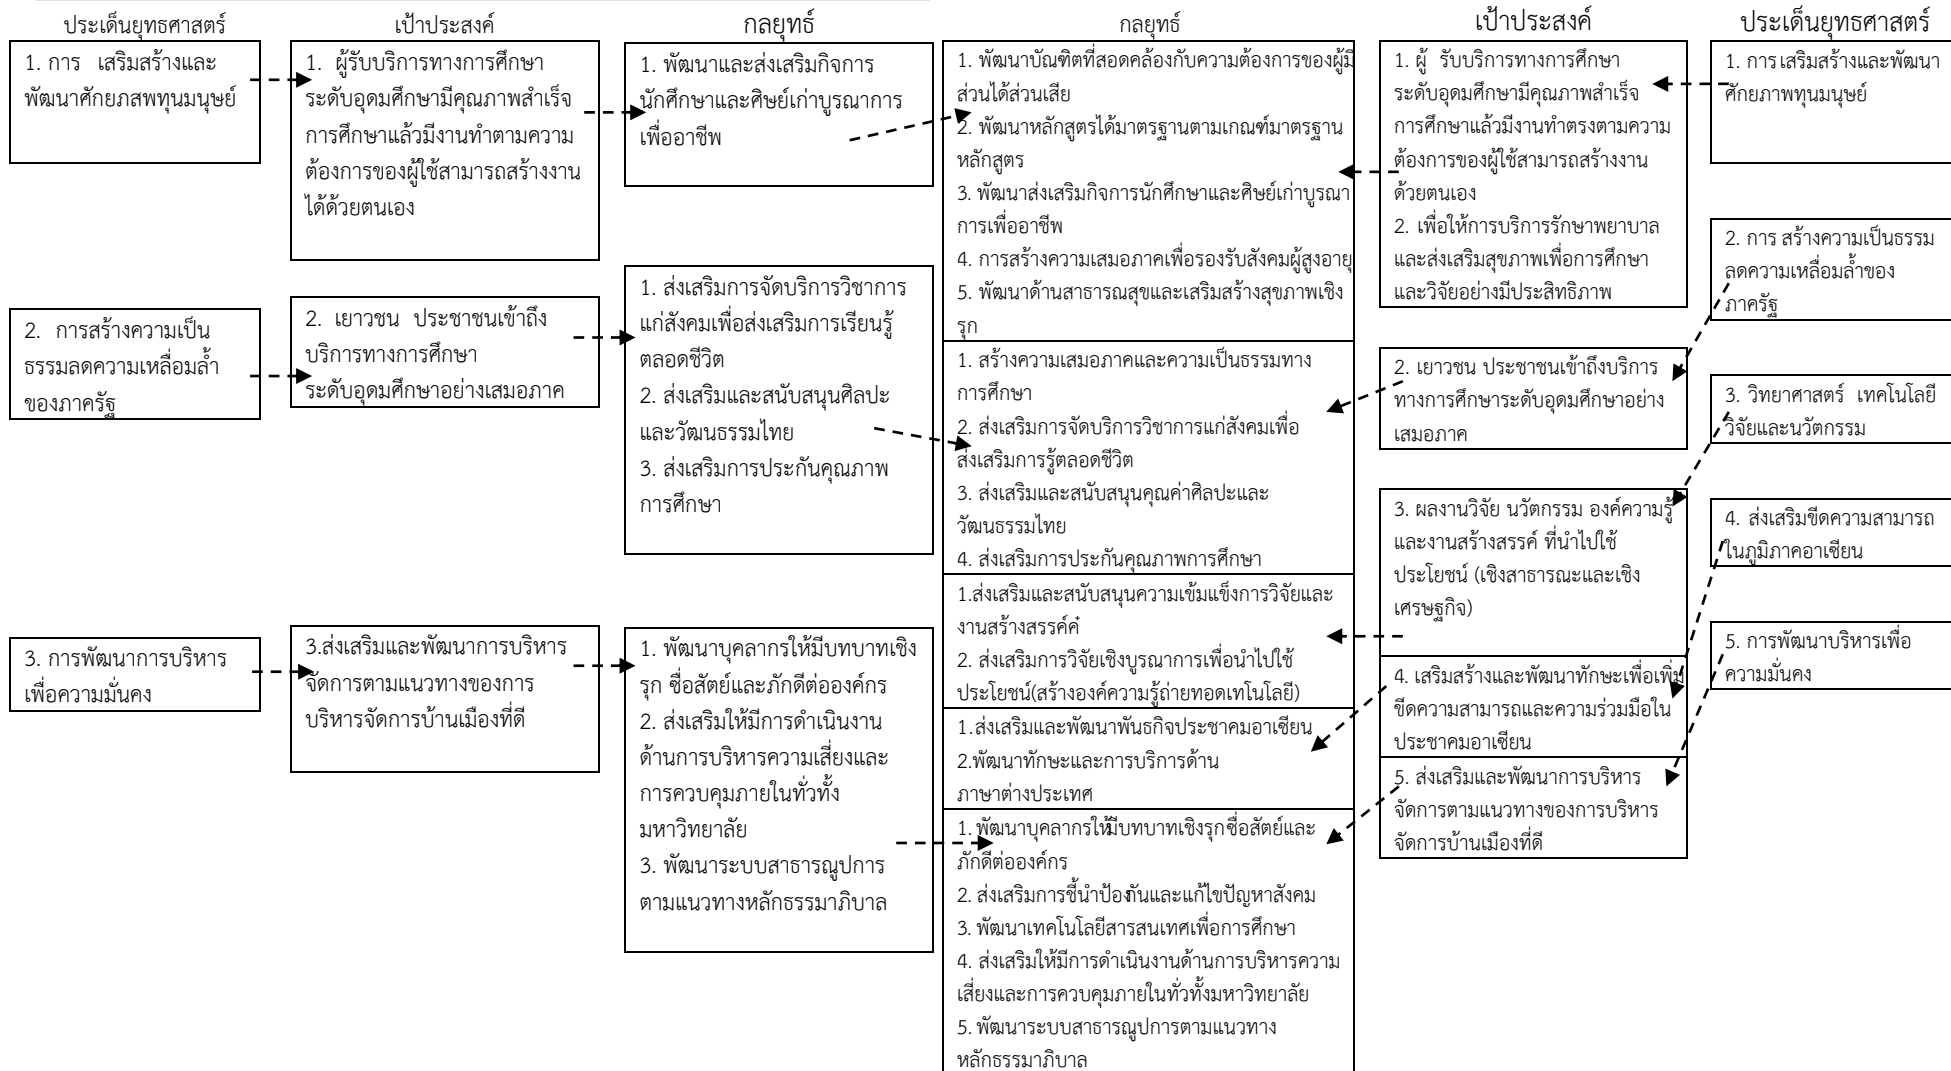 ประเด็นยุทธศาสตร์
1. การ เสริมสร้างและ
พัฒนาศักยภสพทุนมนุษย์
2. การสร้างความเป็น
ธรรมลดความเหลื่อมล้ำ
ของภาครัฐ
3. การพัฒนาการบริหาร
เพื่อความมั่นคง
เป้าประสงค์
1. ผู้รับบริการทางการศึกษา
ระดับอุดมศึกษามีคุณภาพสำเร็จ
การศึกษาแล้วมีงานทำตามความ
ต้องการของผู้ใช้สามารถสร้างงาน
ได้ด้วยตนเอง
2. เยาวชน ประชาชนเข้าถึง
บริการทางการศึกษา
ระดับอุดมศึกษาอย่างเสมอภาค
3.ส่งเสริมและพัฒนาการบริหาร
จัดการตามแนวทางของการ
บริหารจัดการบ้านเมืองที่ดี
กลยุทธ์
1. พัฒนาและส่งเสริมกิจการ
นักศึกษาและศิษย์เก่าบูรณาการ
เพื่ออาชีพ
1. ส่งเสริมการจัดบริการวิชาการ
แก่สังคมเพื่อส่งเสริมการเรียนรู้
ตลอดชีวิต
2. ส่งเสริมและสนับสนุนศิลปะ
และวัฒนธรรมไทย
3. ส่งเสริมการประกันคุณภาพ
การศึกษา
1. พัฒนาบุคลากรให้มีบทบาทเชิง
รุก ซื่อสัตย์และภักดีต่อองค์กร
2. ส่งเสริมให้มีการดำเนินงาน
ด้านการบริหารความเสี่ยงและ
การควบคุมภายในทั่วทั้ง
มหาวิทยาลัย
3. พัฒนาระบบสาธารณูปการ
ตามแนวทางหลักธรรมาภิบาล
กลยุทธ์
1. พัฒนาบัณฑิตที่สอดคล้องกับความต้องการของผู้มี
ส่วนได้ส่วนเสีย
2. พัฒนาหลักสูตรได้มาตรฐานตามเกณฑ์มาตรฐาน
หลักสูตร
3. พัฒนาส่งเสริมกิจการนักศึกษาและศิษย์เก่าบูรณา
การเพื่ออาชีพ
4. การสร้างความเสมอภาคเพื่อรองรับสังคมผู้สูงอายุ
5. พัฒนาด้านสาธารณสุขและเสริมสร้างสุขภาพเชิง
รุก
1. สร้างความเสมอภาคและความเป็นธรรมทาง
การศึกษา
2. ส่งเสริมการจัดบริการวิชาการแก่สังคมเพื่อ
ส่งเสริมการรู้ตลอดชีวิต
3. ส่งเสริมและสนับสนุนคุณค่าศิลปะและ
วัฒนธรรมไทย
4. ส่งเสริมการประกันคุณภาพการศึกษา
1.ส่งเสริมและสนับสนุนความเข้มแข็งการวิจัยและ
งานสร้างสรรค์ค์
2. ส่งเสริมการวิจัยเชิงบูรณาการเพื่อนำไปใช้
ประโยชน์(สร้างองค์ความรู้ถ่ายทอดเทคโนโลยี)
1.ส่งเสริมและพัฒนาพันธกิจประชาคมอาเซียน
2.พัฒนาทักษะและการบริการด้าน
ภาษาต่างประเทศ
1. พัฒนาบุคลากรให้มีบทบาทเชิงรุกซื่อสัตย์และ
ภักดีต่อองค์กร
2. ส่งเสริมการชี้นำป้องกันและแก้ไขปัญหาสังคม
3. พัฒนาเทคโนโลยีสารสนเทศเพื่อการศึกษา
4. ส่งเสริมให้มีการดำเนินงานด้านการบริหารความ
เสี่ยงและการควบคุมภายในทั่วทั้งมหาวิทยาลัย
5. พัฒนาระบบสาธารณูปการตามแนวทาง
หลักธรรมาภิบาล
เป้าประสงค์
1. ผู้ รับบริการทางการศึกษา
ระดับอุดมศึกษามีคุณภาพสำเร็จ
การศึกษาแล้วมีงานทำตรงตามความ
ต้องการของผู้ใช้สามารถสร้างงาน
ด้วยตนเอง
2. เพื่อให้การบริการรักษาพยาบาล
และส่งเสริมสุขภาพเพื่อการศึกษา
และวิจัยอย่างมีประสิทธิภาพ
2. เยาวชน ประชาชนเข้าถึงบริการ
ทางการศึกษาระดับอุดมศึกษาอย่าง
เสมอภาค
3. ผลงานวิจัย นวัตกรรม องค์ความรู้
และงานสร้างสรรค์ ที่นำไปใช้
ประโยชน์ (เชิงสาธารณะและเชิง
เศรษฐกิจ)
4. เสริมสร้างและพัฒนาทักษะเพื่อเพิ่ม
ขีดความสามารถและความร่วมมือใน
ประชาคมอาเซียน
5. ส่งเสริมและพัฒนาการบริหาร
จัดการตามแนวทางของการบริหาร
จัดการบ้านเมืองที่ดี
ประเด็นยุทธศาสตร์
1. การ เสริมสร้างและพัฒนา
ศักยภาพทุนมนุษย์
2. การ สร้างความเป็นธรรม
ลดความเหลื่อมล้ำของ
ภาครัฐ
3. วิทยาศาสตร์ เทคโนโลยี
วิจัยและนวัตกรรม
4. ส่งเสริมขีดความสามารถ
ในภูมิภาคอาเซียน
5. การพัฒนาบริหารเพื่อ
ความมั่นคง